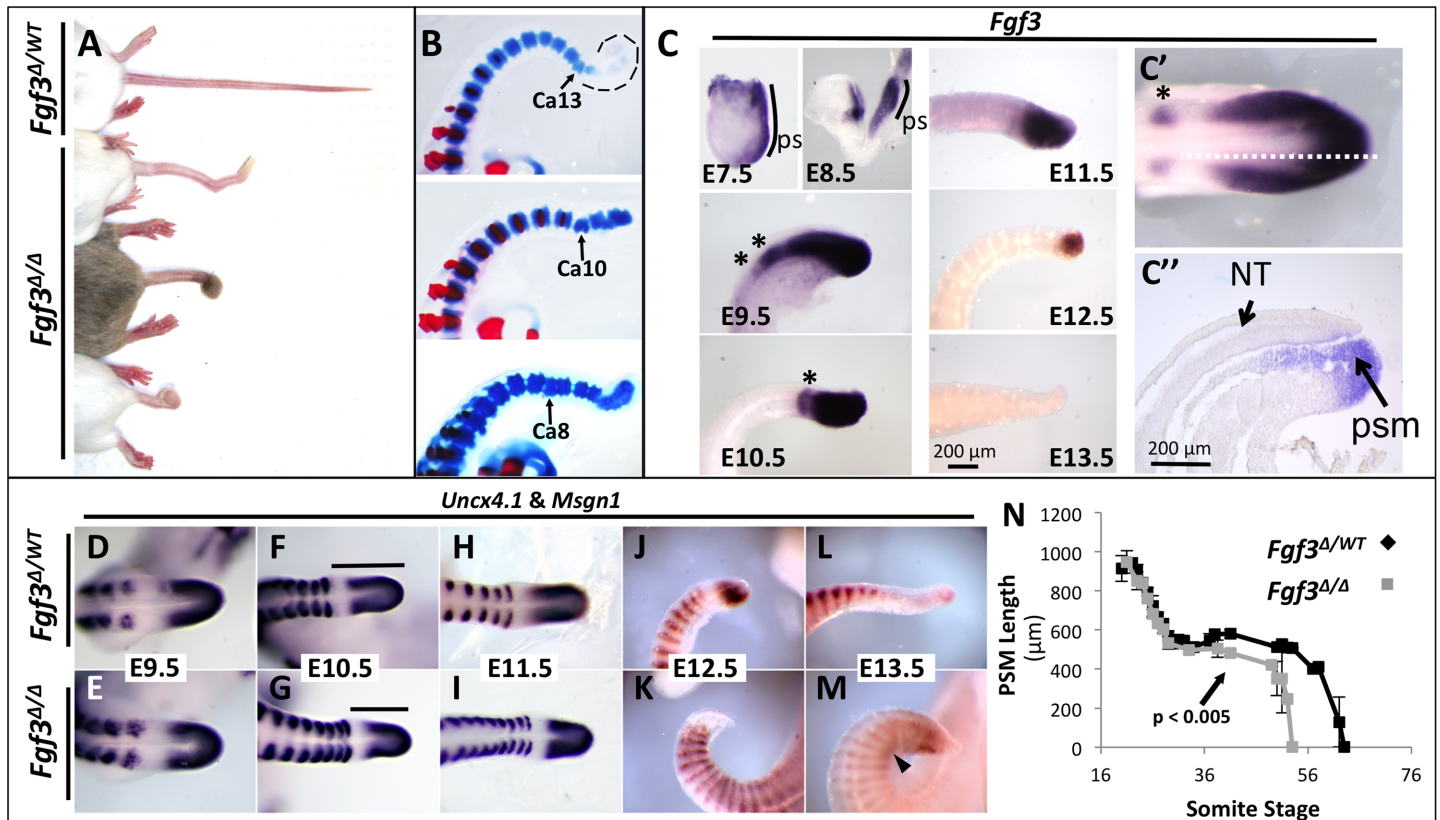 A
Fgf3Δ/WT
Fgf3Δ/Δ
B
Ca13
Ca10
Ca8
Fgf3
C
ps
E7.5
ps
E8.5
E11.5
*
*
E9.5
E12.5
*
E10.5
200 µm
E13.5
C’
*
C’’
NT
psm
200 µm
Uncx4.1 & Msgn1
Fgf3Δ/WT
Fgf3Δ/Δ
D
F
H
J
L
E9.5
E10.5
E11.5
E12.5
E13.5
E
G
I
K
M
N
1200
1000
800
600
400
200
0
PSM Length
(µm)
Fgf3Δ/WT
Fgf3Δ/Δ
p < 0.005
16
36
56
76
Somite Stage